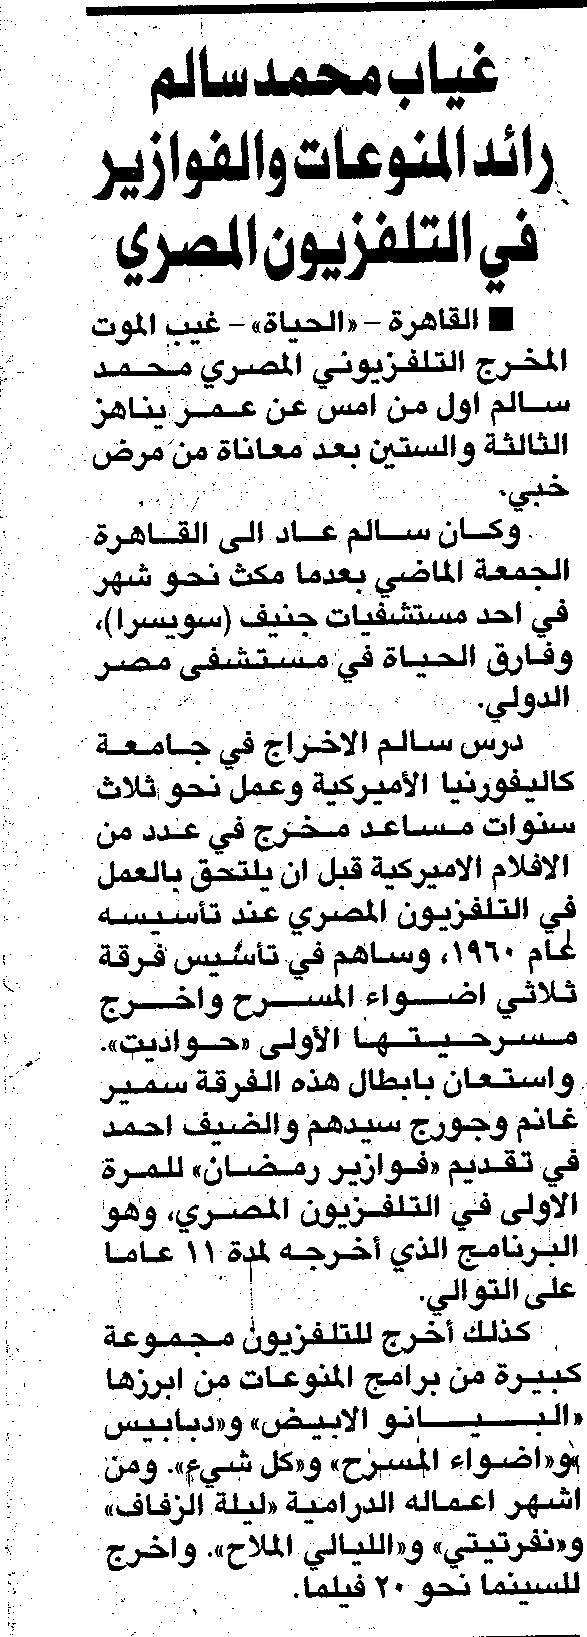 غياب محمد سالم
رائد المنوعات والفوازير
في التلفزيون المصري
■ القاهرة - «الحياة» - غيب الموت
المخرج التلفزيوني المصري محمد
سالم اول من امس عن عمر يناهز
الثالثة والستين بعد معاناة من مرض
خبي.
وكان سالم عاد الى القاهرة
الجمعة الماضي بعدما مكث نحو شهر
في احد مستشفيات جنيف (سويسرا)،
وفارق الحياة في مستشفى مصر
الدولي.
درس سالم الاخراج في جامعة
كاليفورنيا الأميركية وعمل نحو ثلاث
سنوات مساعد مخرج في عدد من
الافلام الاميركية قبل ان يلتحق بالعمل
في التلفزيون المصري عند تأسيسه
عام ١٩٦٠، وساهم في تأسيس فرقة
ثلاثي اضواء المسرح واخرج
مسرحيتها الأولى «حواديت».
واستعان بابطال هذه الفرقة سمير
غانم وجورج سيدهم والضيف احمد
في تقديم «فوازير رمضان» للمرة
الاولى في التلفزيون المصري، وهو
البرنامج الذي أخرجه لمدة ١١ عاما
على التوالي.
كذلك أخرج للتلفزيون مجموعة
كبيرة من برامج المنوعات من ابرزها
«البيانو الابيض» و«دبابيس»
و«اضواء المسرح» و«كل شيء». ومن
اشهر اعماله الدرامية «ليلة الزفاف»
و«نفرتيتي» و«الليالي الملاح». واخرج
للسينما نحو ٢٠ فيلما.